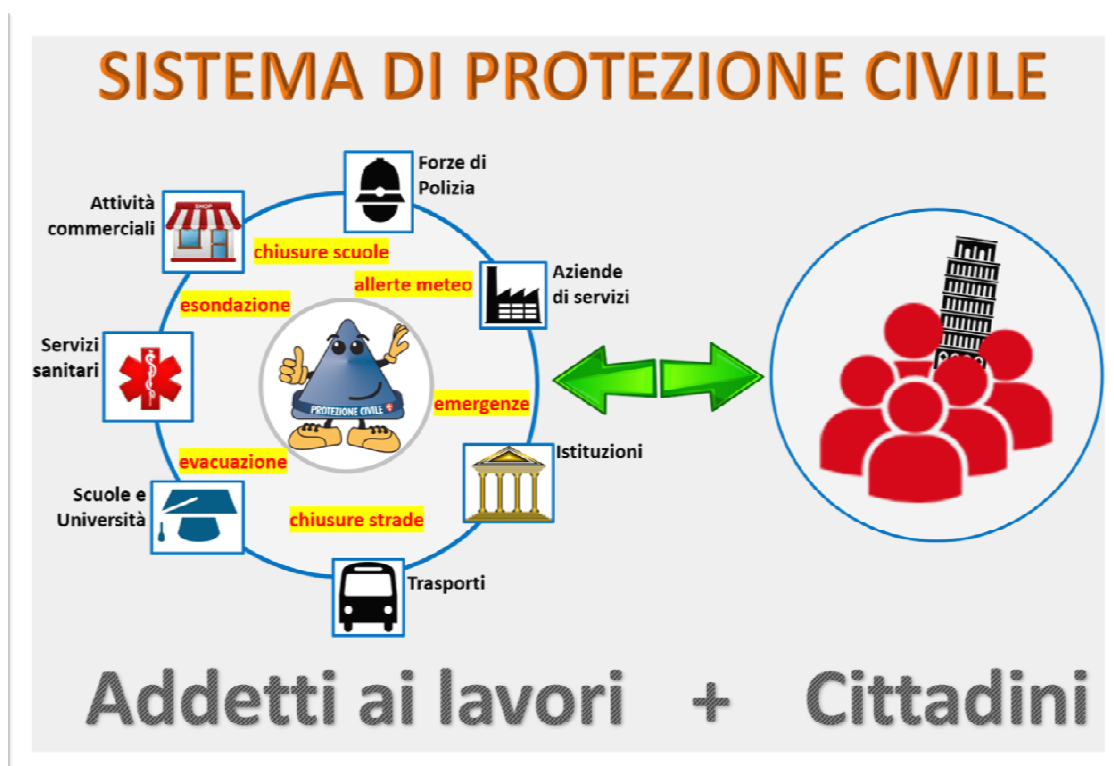 SISTEMA DI PROTEZIONE CIVILE
Forze di
Polizia
Attività
commerciali
SHOP
chiusure scuole
allerte meteo
Aziende
di servizi
esondazione
Servizi
sanitari
PROTEZIONE CIVILE
emergenze
Istituzioni
evacuazione
Scuole e
Università
chiusure strade
Trasporti
Addetti ai lavori + Cittadini